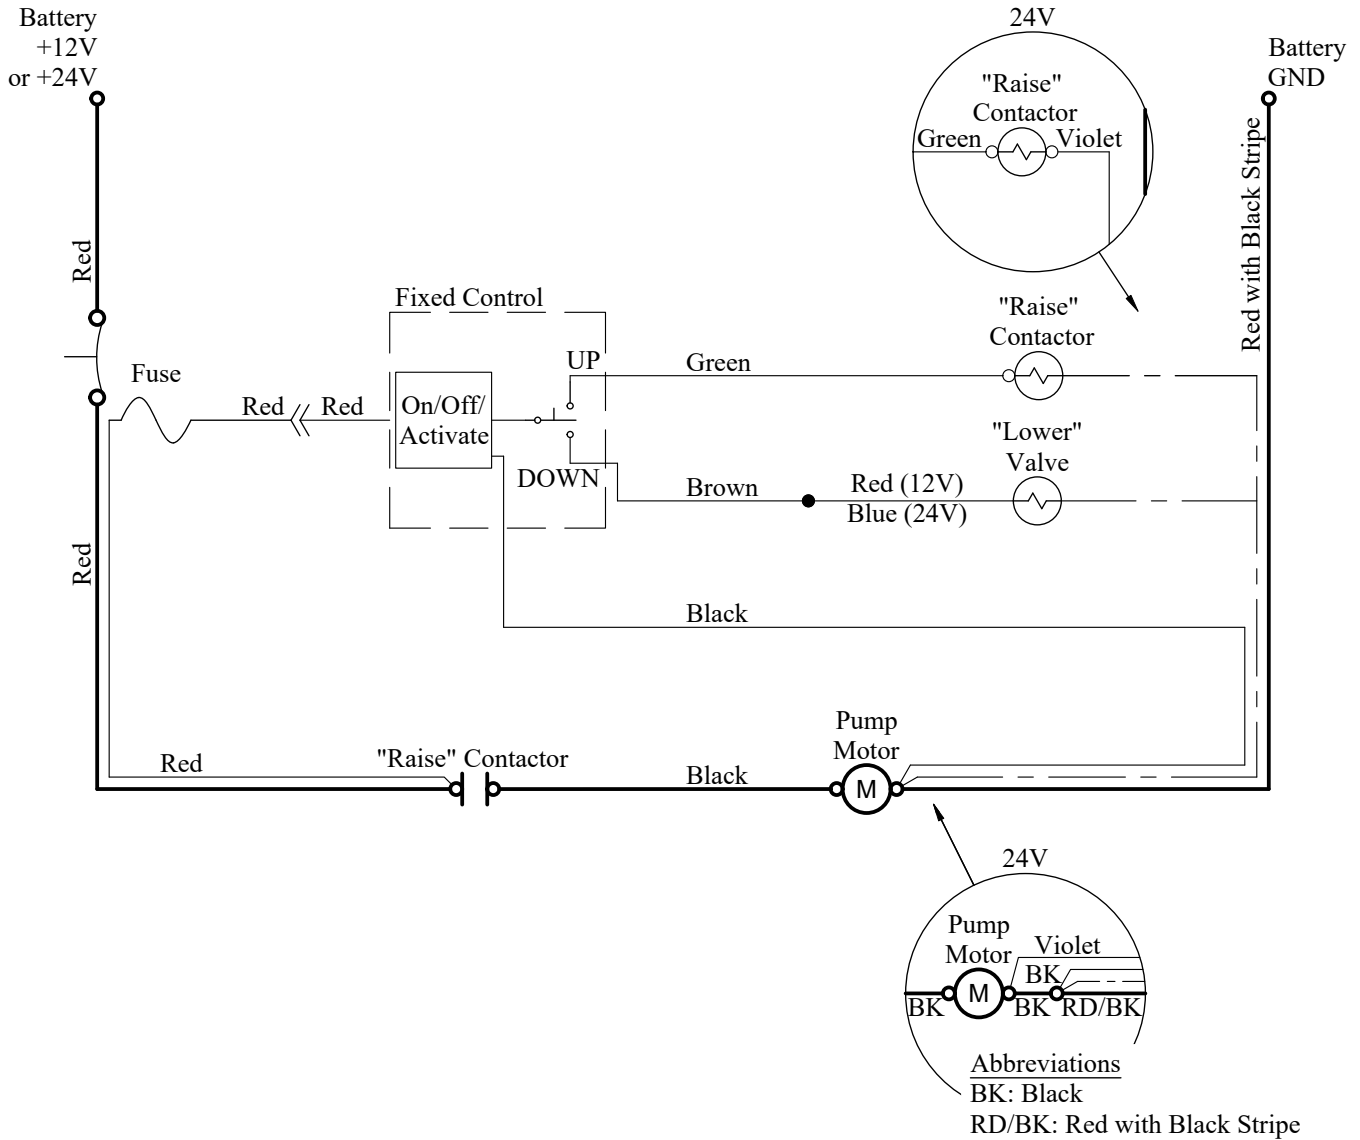 Battery
+12V
or +24V
24V
Battery
GND
"Raise"
Contactor
Green
Violet
Red with Black Stripe
Red
Fixed Control
"Raise"
Contactor
UP
Green
Fuse
Red
Red
On/Off/
Activate
"Lower"
Valve
DOWN
Brown
Red (12V)
Blue (24V)
Red
Black
Pump
Motor
Red
"Raise" Contactor
Black
M
24V
Pump
Motor
Violet
BK
M
BK
BK
RD/BK
Abbreviations
BK: Black
RD/BK: Red with Black Stripe